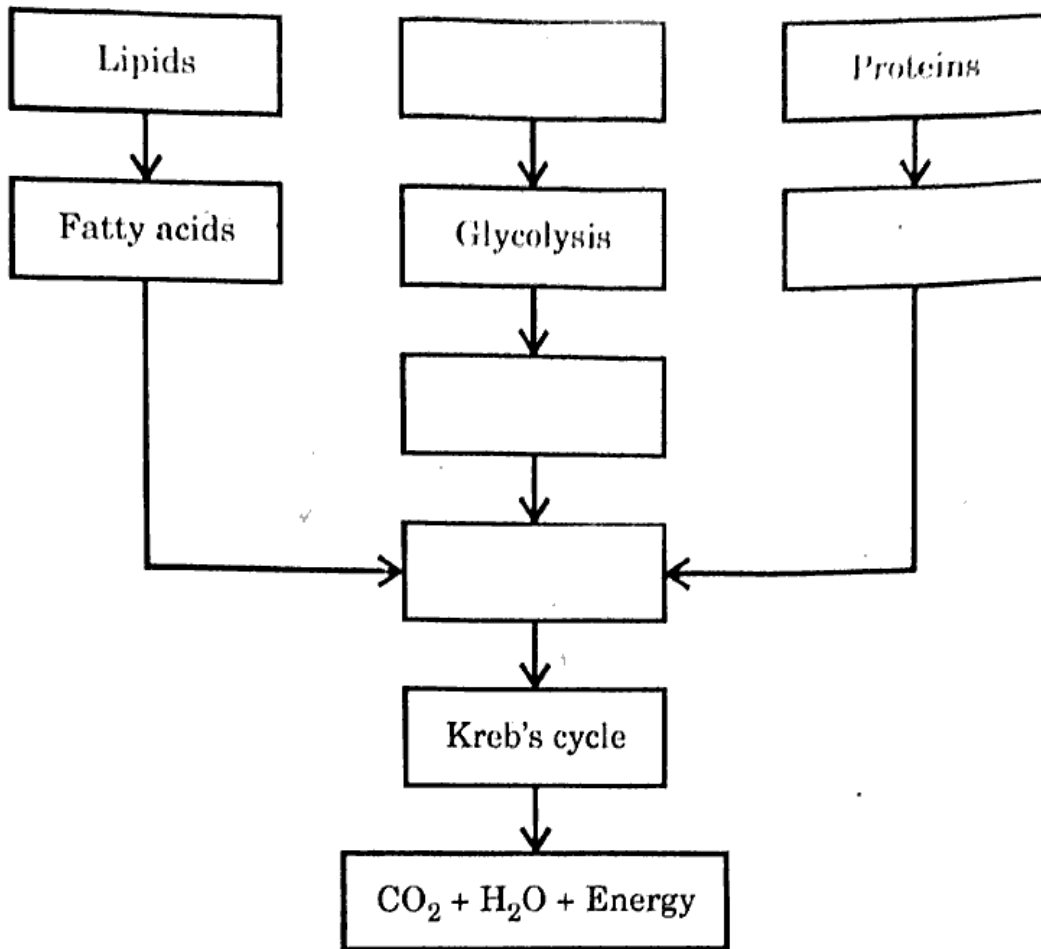 Lipids
Proteins
Fatty acids
Glycolysis
Kreb's cycle
CO₂ + H₂O + Energy